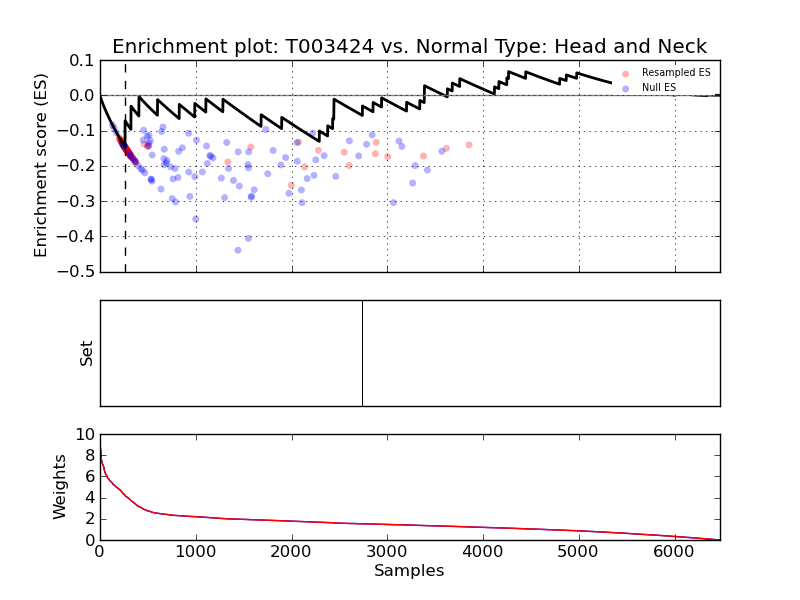 Enrichment plot: T003424 vs. Normal Type: Head and Neck
Enrichment score (ES)
0.1
0.0
−0.1
−0.2
−0.3
−0.4
−0.5
Resampled ES
Null ES
Set
Weights
10
8
6
4
2
0
0 1000 2000 3000 4000 5000 6000
Samples